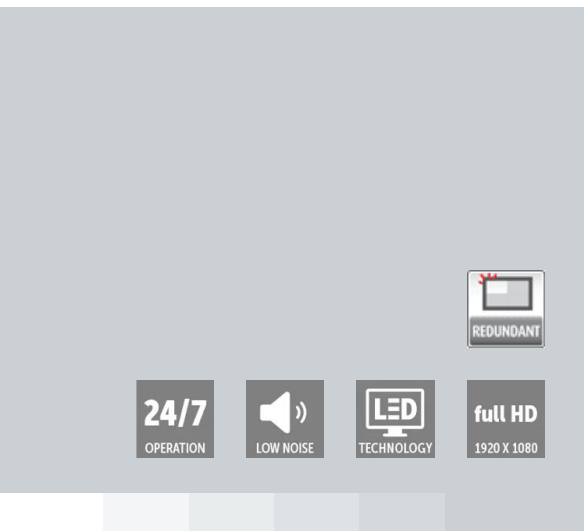 REDUNDANT
24/7
OPERATION
LOW NOISE
LED
TECHNOLOGY
full HD
1920 X 1080